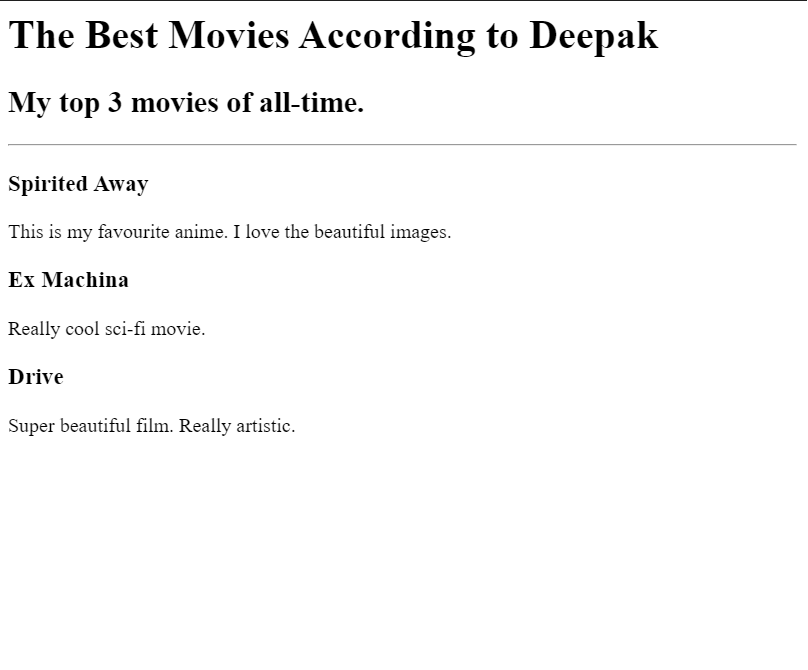 The Best Movies According to Deepak
My top 3 movies of all-time.
Spirited Away
This is my favourite anime. I love the beautiful images.
Ex Machina
Really cool sci-fi movie.
Drive
Super beautiful film. Really artistic.